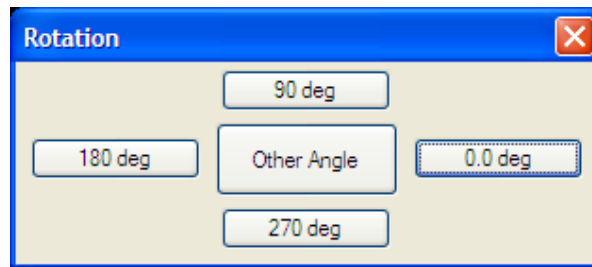 Rotation
90 deg
180 deg
Other Angle
0.0 deg
270 deg